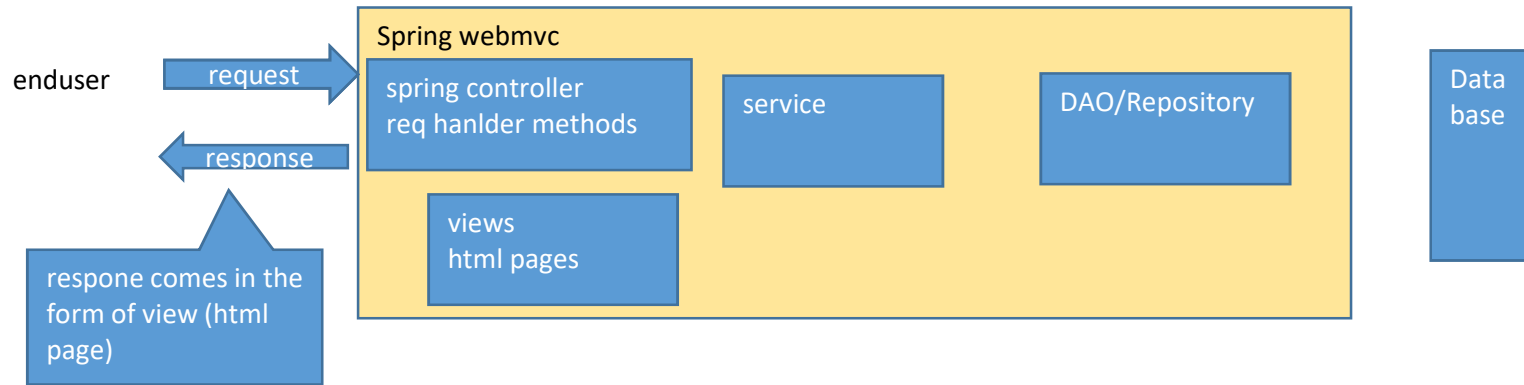 Spring webmvc
enduser
request
response
spring controller
req hanlder methods
service
DAO/Repository
Data
base
views
html pages
respone comes in the
form of view (html
page)